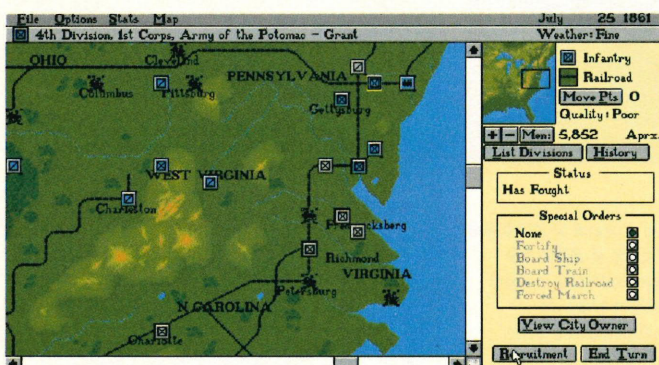 File Options Stats Map July 25 1861
4th Division, 1st Corps, Army of the Potomac – Grant Weather: Fine
OHIO
Cleveland
PENNSYLVANIA
Columbus
Pittsburg
Gettysburg
WEST VIRGINIA
Charleston
Fredericksberg
Richmond
VIRGINIA
Petersburg
N CAROLINA
Charlotte
Infantry
Railroad
Move Pts 0
Quality: Poor
+ – Men: 5,852 Aprx.
List Divisions History
Status
Has Fought
Special Orders
None
Fortify
Board Ship
Board Train
Destroy Railroad
Forced March
View City Owner
Recruitment End Turn